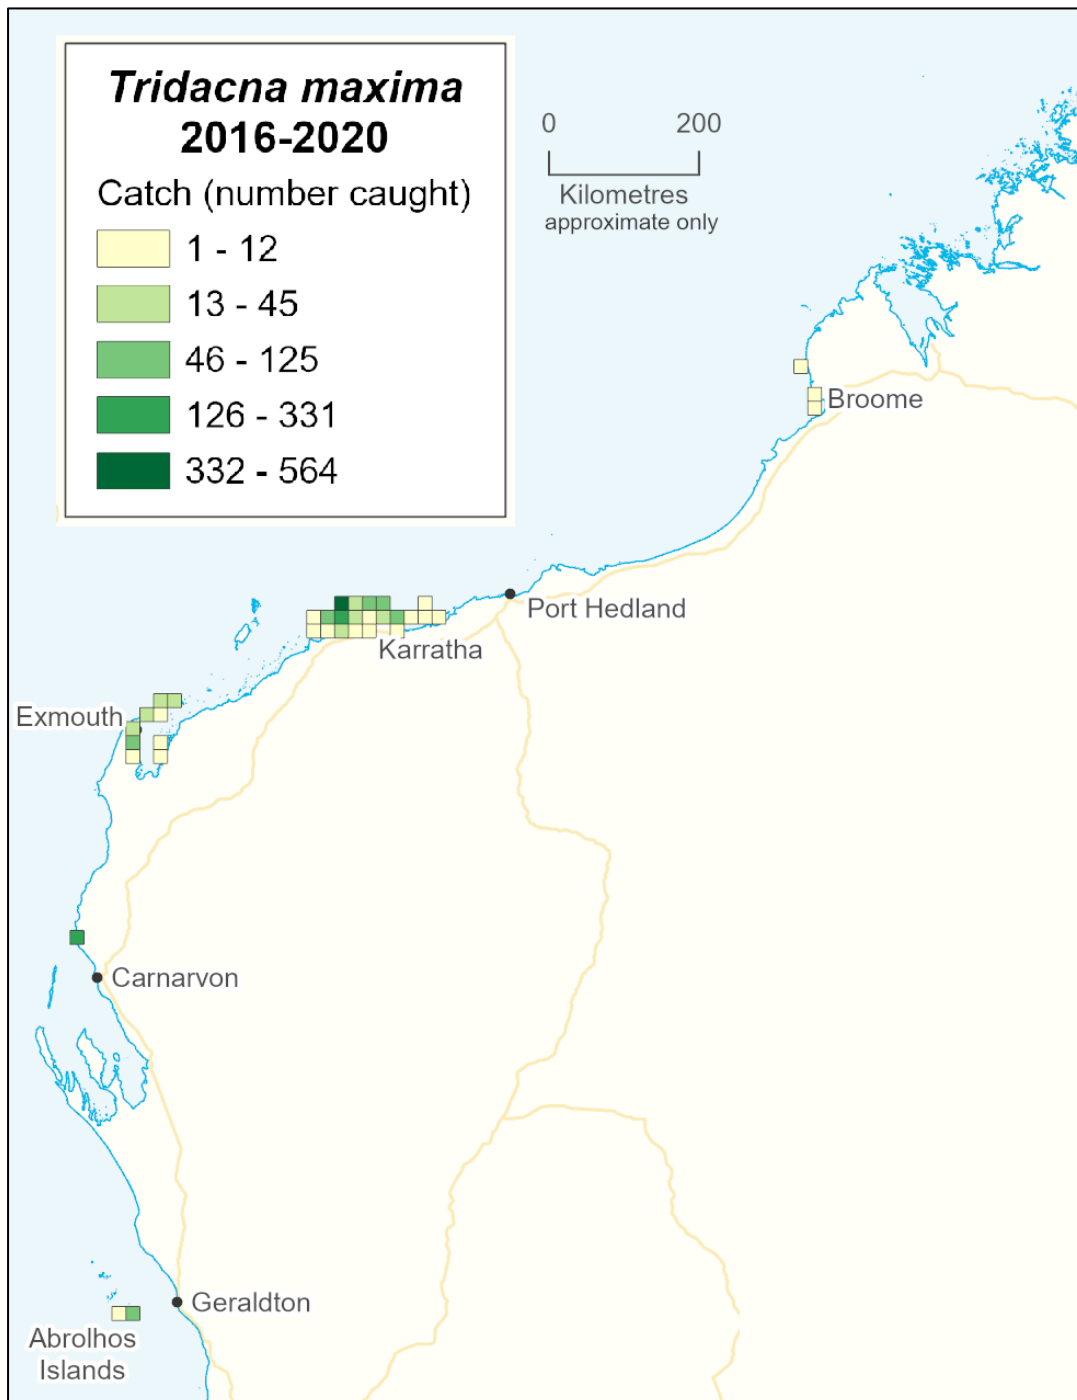 Tridacna maxima
2016-2020
Catch (number caught)
1 - 12
13 - 45
46 - 125
126 - 331
332 - 564
0 200
Kilometres
approximate only
Broome
Port Hedland
Karratha
Exmouth
Carnarvon
Geraldton
Abrolhos
Islands